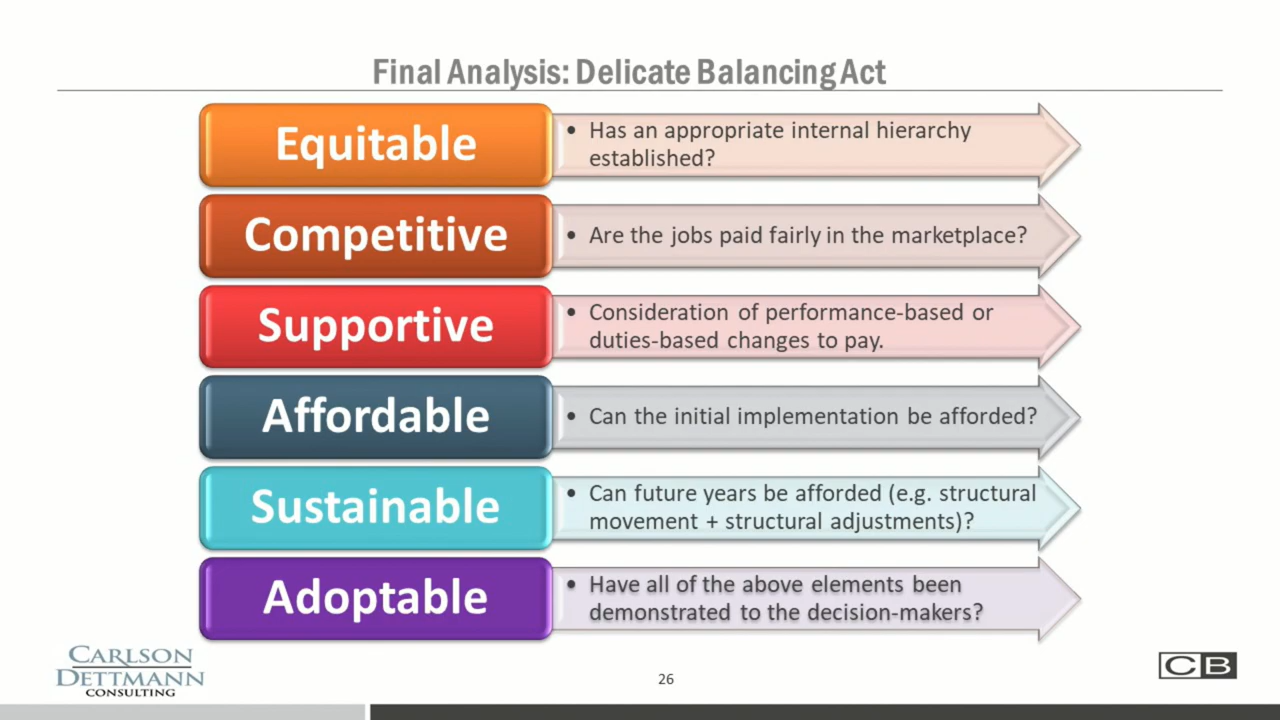 Final Analysis: Delicate Balancing Act
Equitable
• Has an appropriate internal hierarchy
established?
Competitive
• Are the jobs paid fairly in the marketplace?
Supportive
• Consideration of performance-based or
duties-based changes to pay.
Affordable
• Can the initial implementation be afforded?
Sustainable
• Can future years be afforded (e.g. structural
movement + structural adjustments)?
Adoptable
• Have all of the above elements been
demonstrated to the decision-makers?
CARLSON
DETTMANN
CONSULTING
26
CB